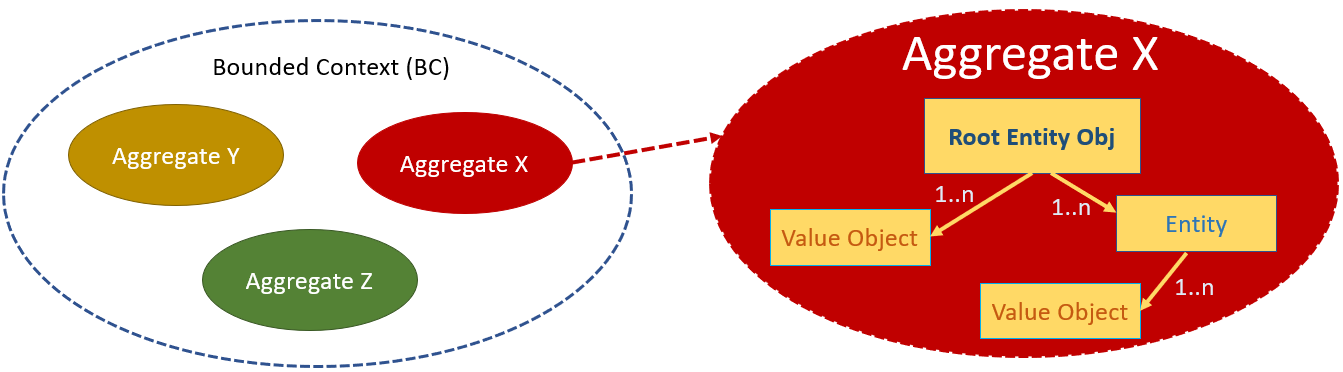 Bounded Context (BC)
Aggregate Y
Aggregate X
Aggregate Z
Aggregate X
Root Entity Obj
1..n
1..n
Value Object
Entity
1..n
Value Object